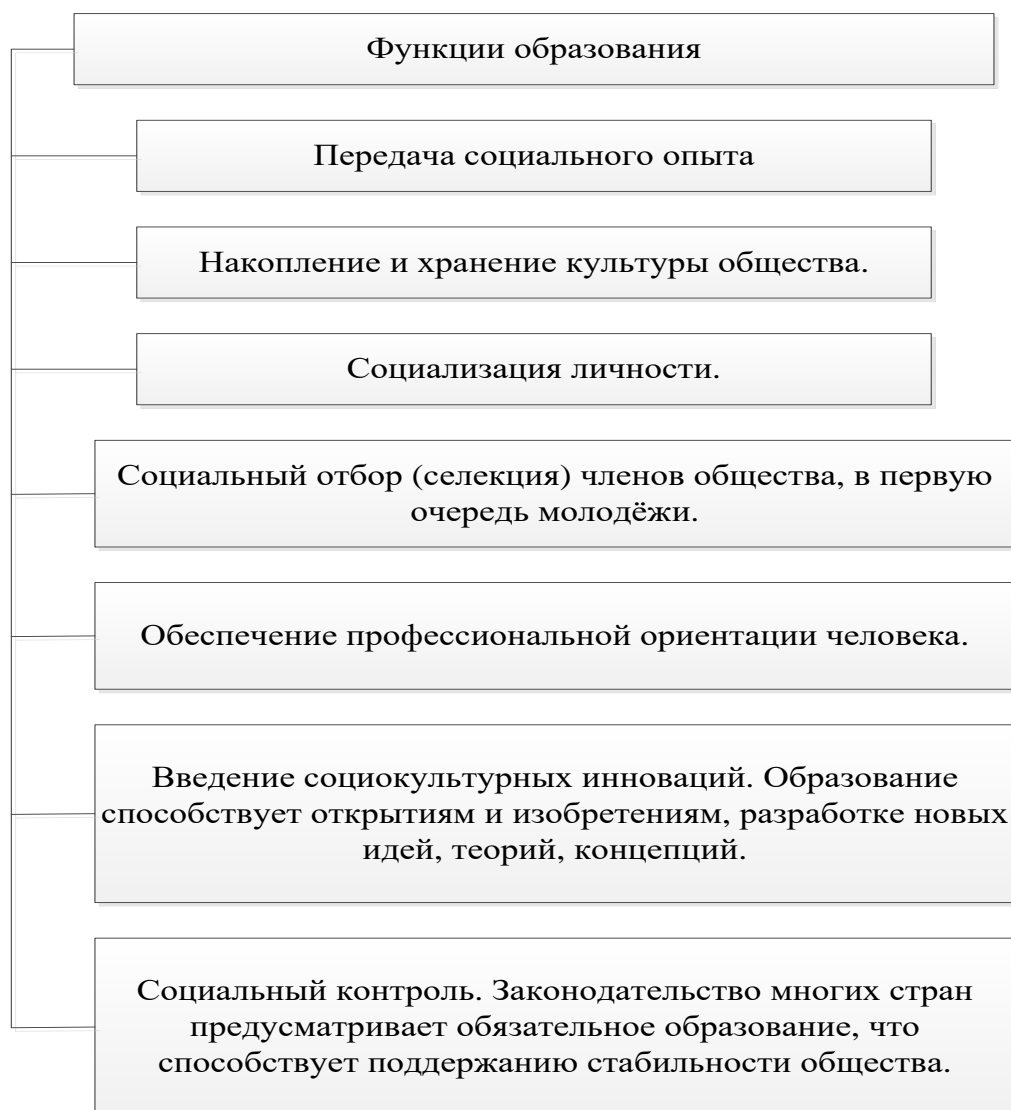 Функции образования
Передача социального опыта
Накопление и хранение культуры общества.
Социализация личности.
Социальный отбор (селекция) членов общества, в первую
очередь молодёжи.
Обеспечение профессиональной ориентации человека.
Введение социокультурных инноваций. Образование
способствует открытиям и изобретениям, разработке новых
идей, теорий, концепций.
Социальный контроль. Законодательство многих стран
предусматривает обязательное образование, что
способствует поддержанию стабильности общества.